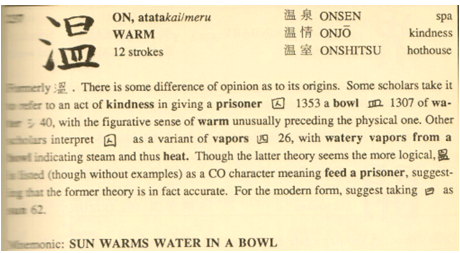 温 ON, atatakai/meru 温泉 ONSEN spa
WARM 温情 ONJŌ kindness
12 strokes 温室 ONSHITSU hothouse
Formerly 溫. There is some difference of opinion as to its origins. Some scholars take it
to refer to an act of kindness in giving a prisoner 囚 1353 a bowl 皿 1307 of wa-
ter 氵 40, with the figurative sense of warm unusually preceding the physical one. Other
scholars interpret 囚 as a variant of vapors 26, with watery vapors from a
bowl indicating steam and thus heat. Though the latter theory seems the more logical, 𥁕
is listed (though without examples) as a CO character meaning feed a prisoner, suggest-
ing that the former theory is in fact accurate. For the modern form, suggest taking 日 as
sun 62.
Mnemonic: SUN WARMS WATER IN A BOWL